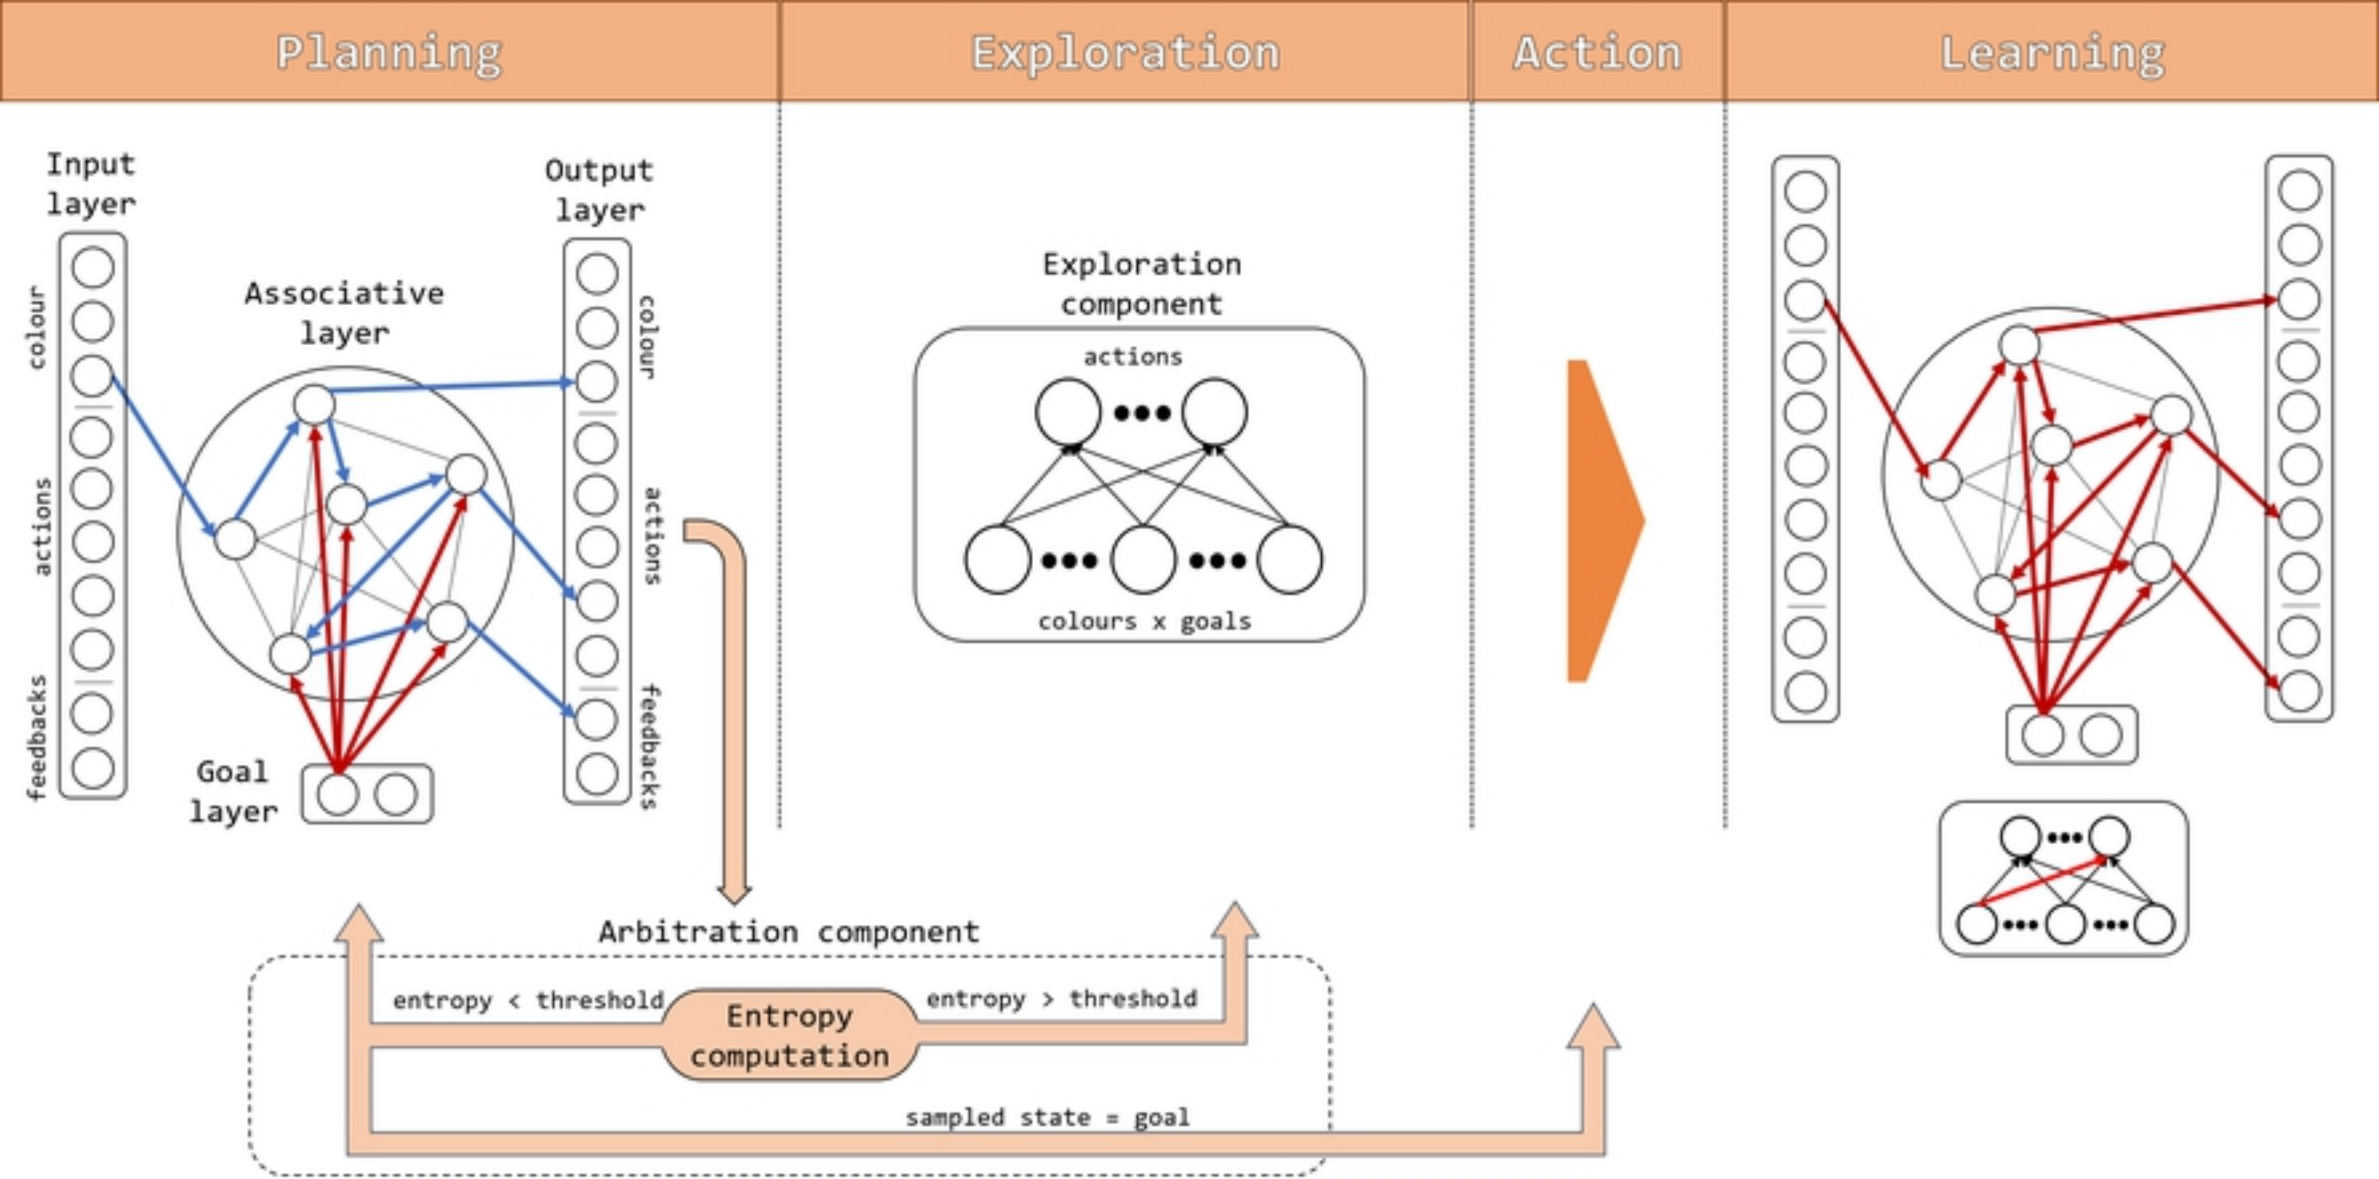 Planning
Exploration
Action
Learning
Input
layer
Output
layer
Associative
layer
colour
actions
feedbacks
colour
actions
feedbacks
Goal
layer
Exploration
component
actions
colours x goals
Arbitration component
entropy < threshold
Entropy
computation
entropy > threshold
sampled state = goal